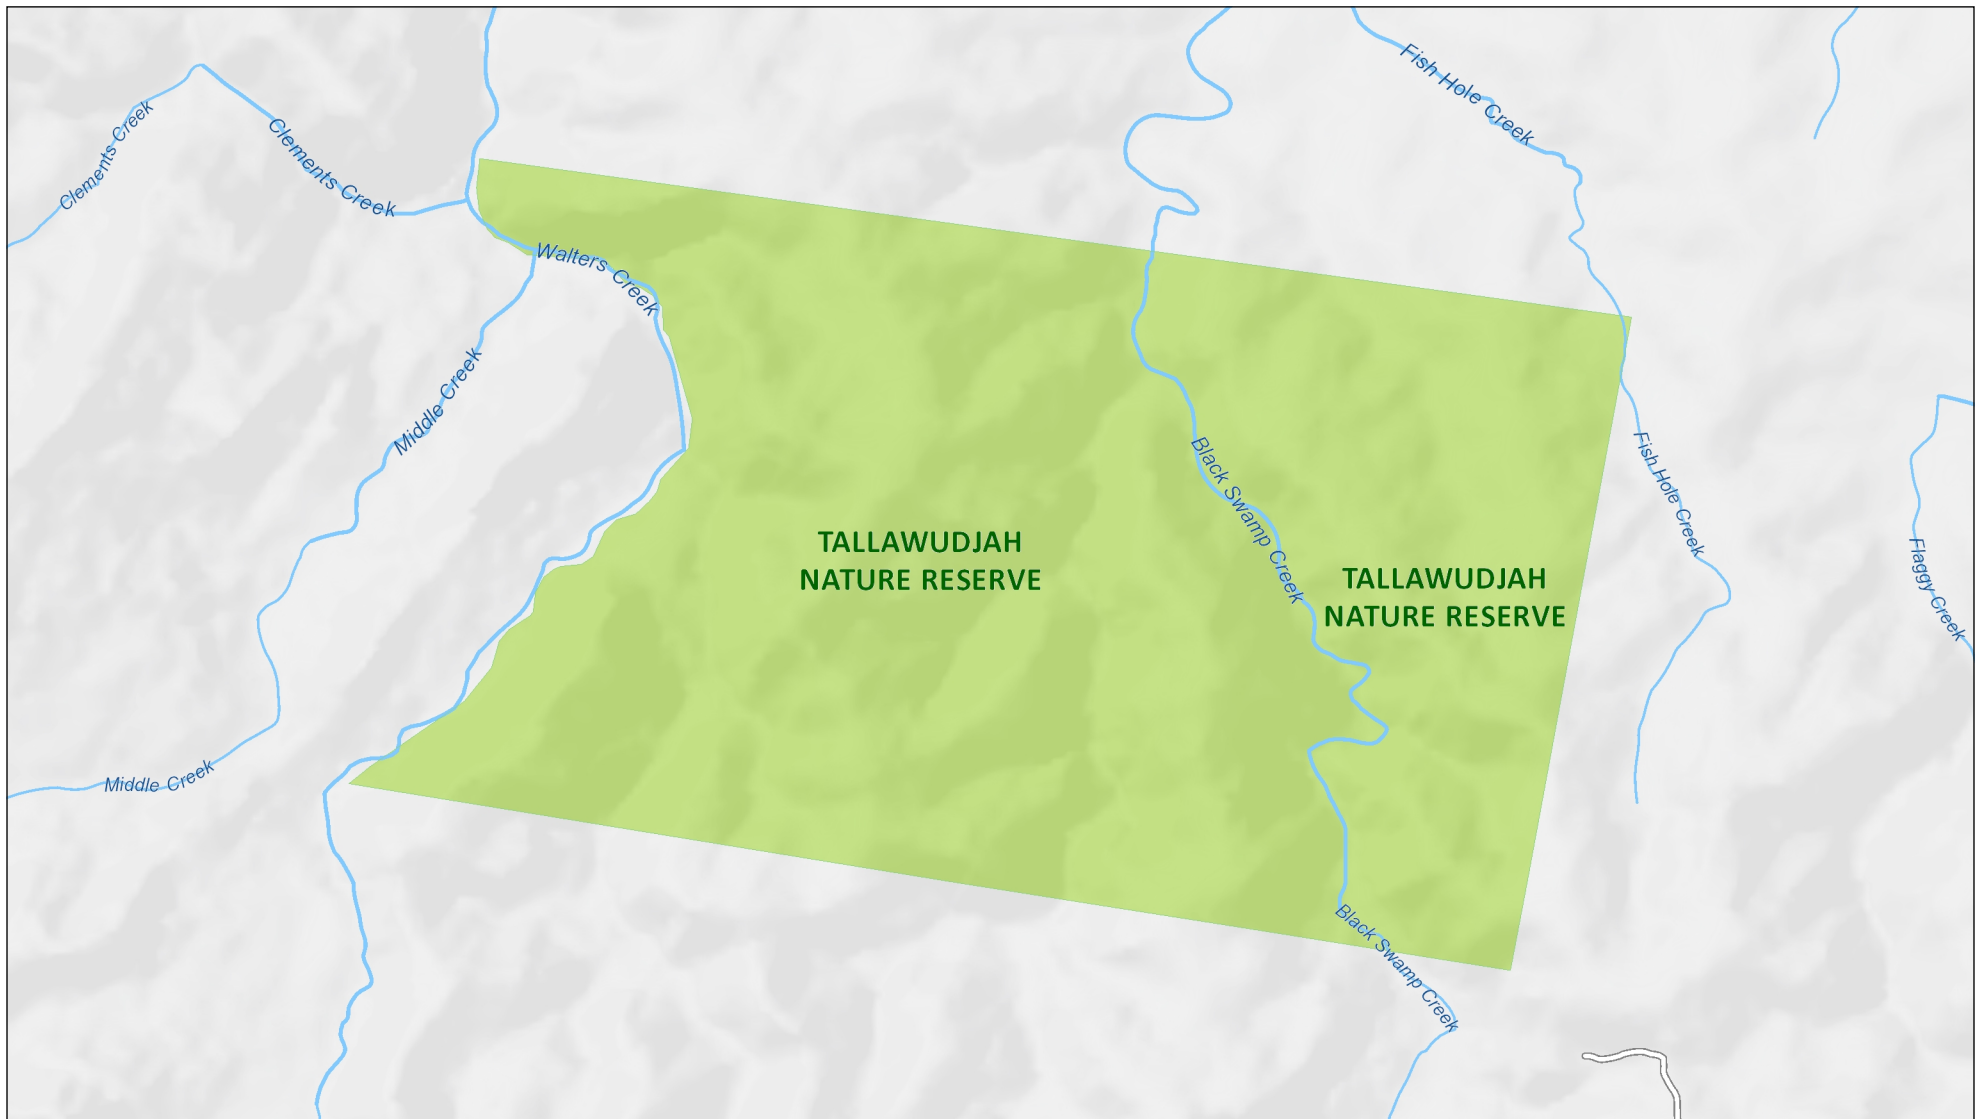 Fish Hole Creek
Clements Creek
Clements Creek
Walters Creek
Middle Creek
Black Swamp Creek
Fish Hole Creek
TALLAWUDJAH
NATURE RESERVE
TALLAWUDJAH
NATURE RESERVE
Flaggy Creek
Middle Creek
Black Swamp Creek